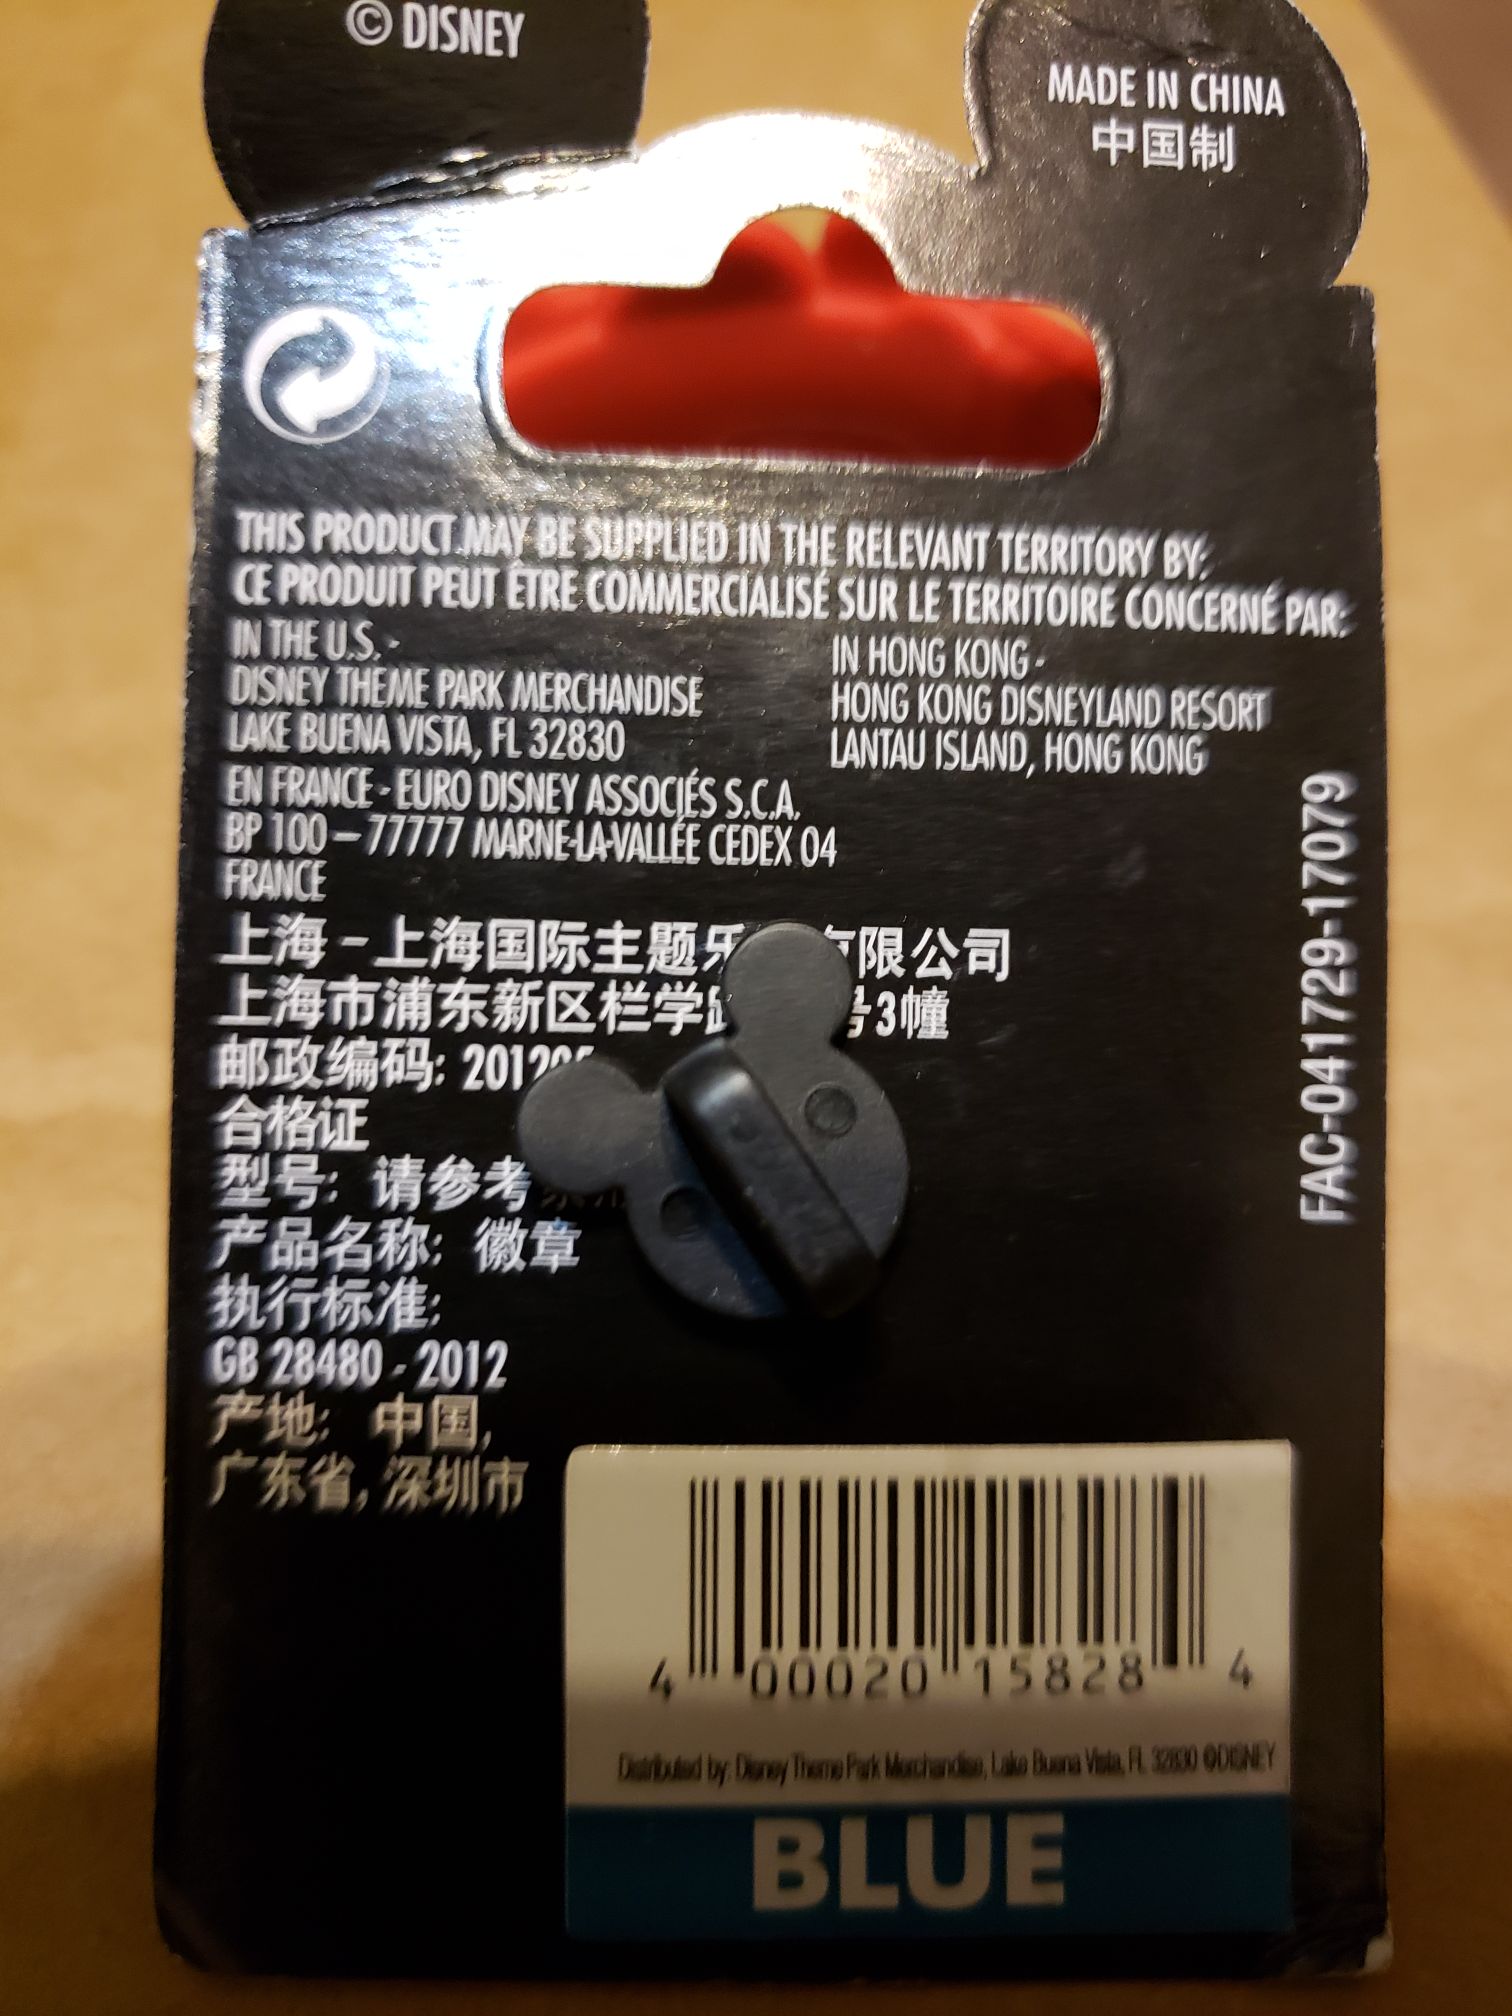 © DISNEY
MADE IN CHINA
中国制
THIS PRODUCT MAY BE SUPPLIED IN THE RELEVANT TERRITORY BY:
CE PRODUIT PEUT ÊTRE COMMERCIALISÉ SUR LE TERRITOIRE CONCERNÉ PAR:
IN THE U.S. -
DISNEY THEME PARK MERCHANDISE
LAKE BUENA VISTA, FL 32830
IN HONG KONG -
HONG KONG DISNEYLAND RESORT
LANTAU ISLAND, HONG KONG
EN FRANCE - EURO DISNEY ASSOCIÉS S.C.A.
BP 100 – 77777 MARNE-LA-VALLÉE CEDEX 04
FRANCE
上海 - 上海国际主题乐 有限公司
上海市浦东新区栏学路 号3幢
邮政编码: 201205
合格证
型号: 请参考
产品名称: 徽章
执行标准:
GB 28480 - 2012
产地: 中国,
广东省, 深圳市
FAC-041729-17079
4 00020 15828 4
Distributed by: Disney Theme Park Merchandise, Lake Buena Vista, FL 32830 ©DISNEY
BLUE